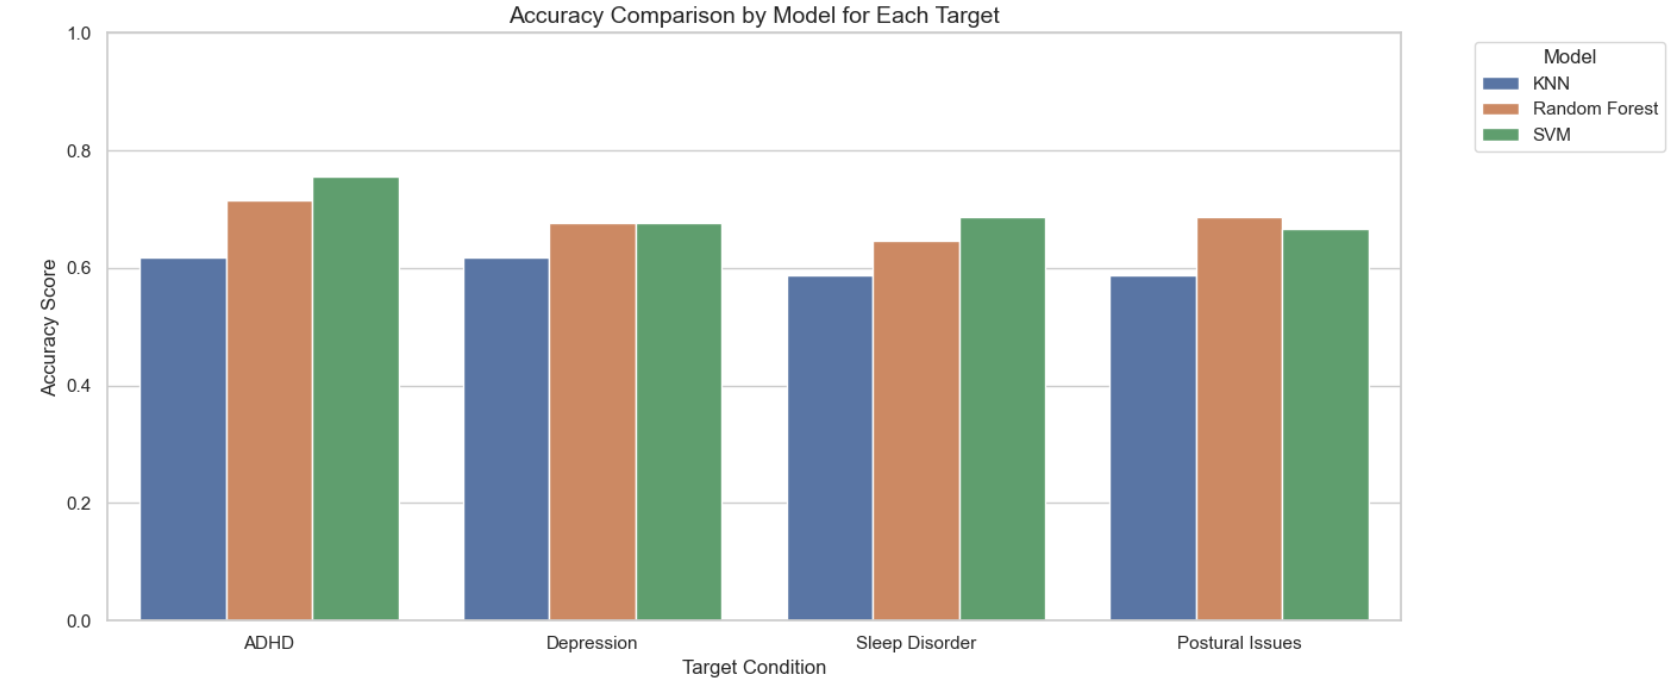 Accuracy Comparison by Model for Each Target
1.0
0.8
0.6
0.4
0.2
0.0
Accuracy Score
ADHD
Depression
Sleep Disorder
Postural Issues
Target Condition
Model
KNN
Random Forest
SVM